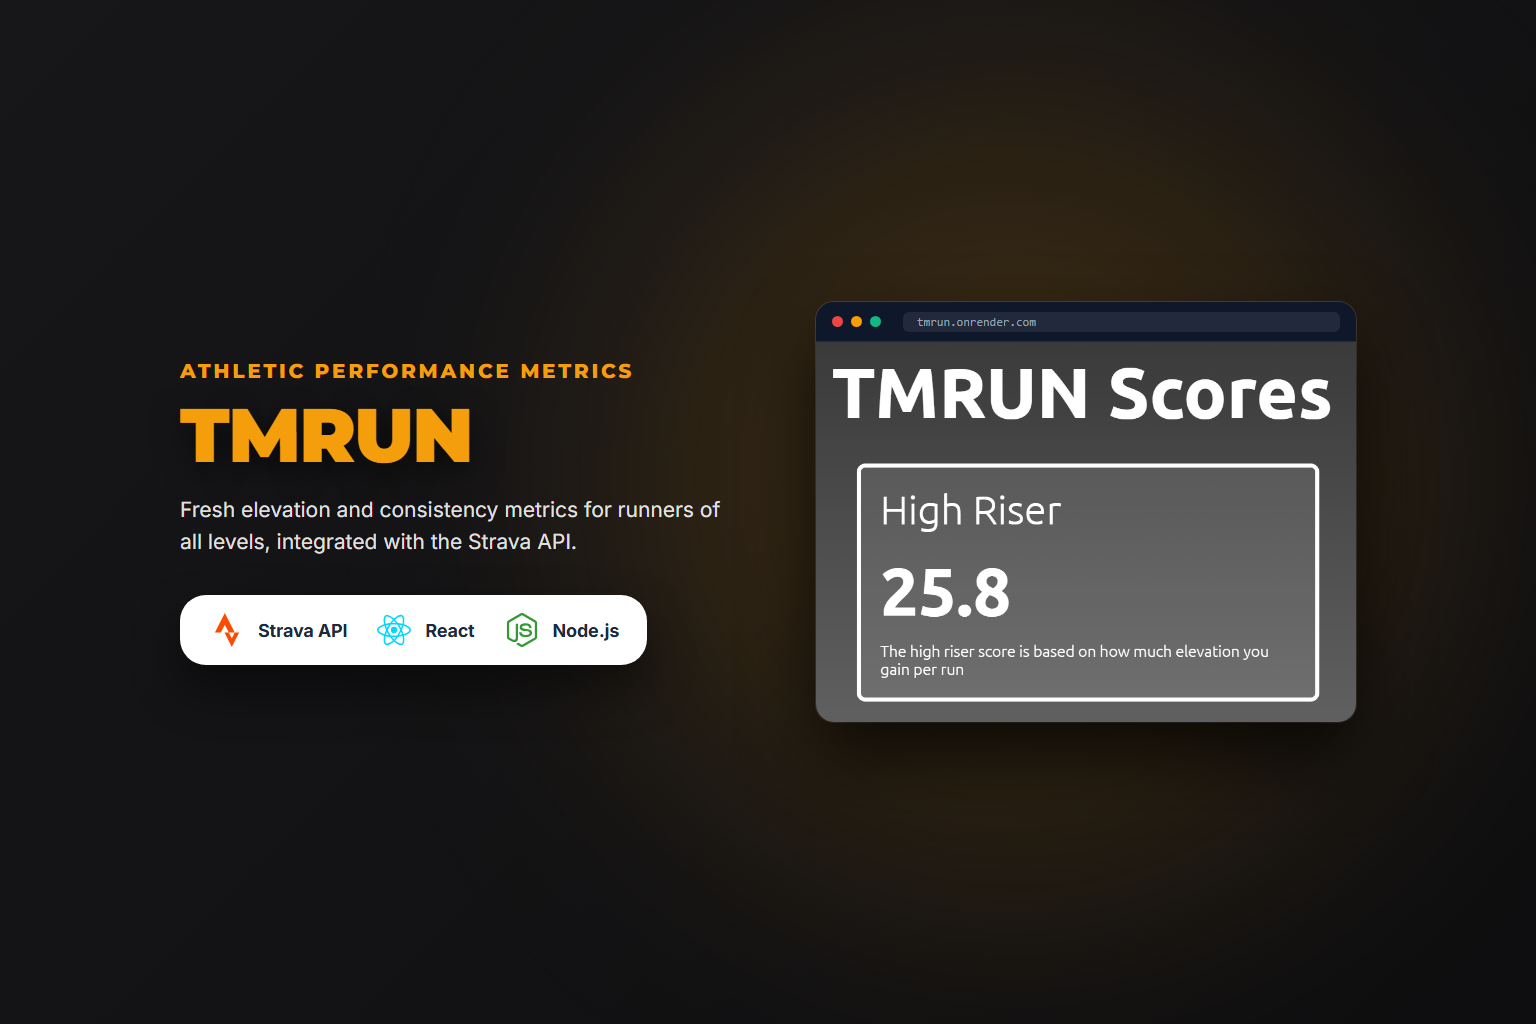 ATHLETIC PERFORMANCE METRICS
TMRUN
Fresh elevation and consistency metrics for runners of
all levels, integrated with the Strava API.
Strava API
React
JS
Node.js
tmrun.onrender.com
TMRUN Scores
High Riser
25.8
The high riser score is based on how much elevation you
gain per run